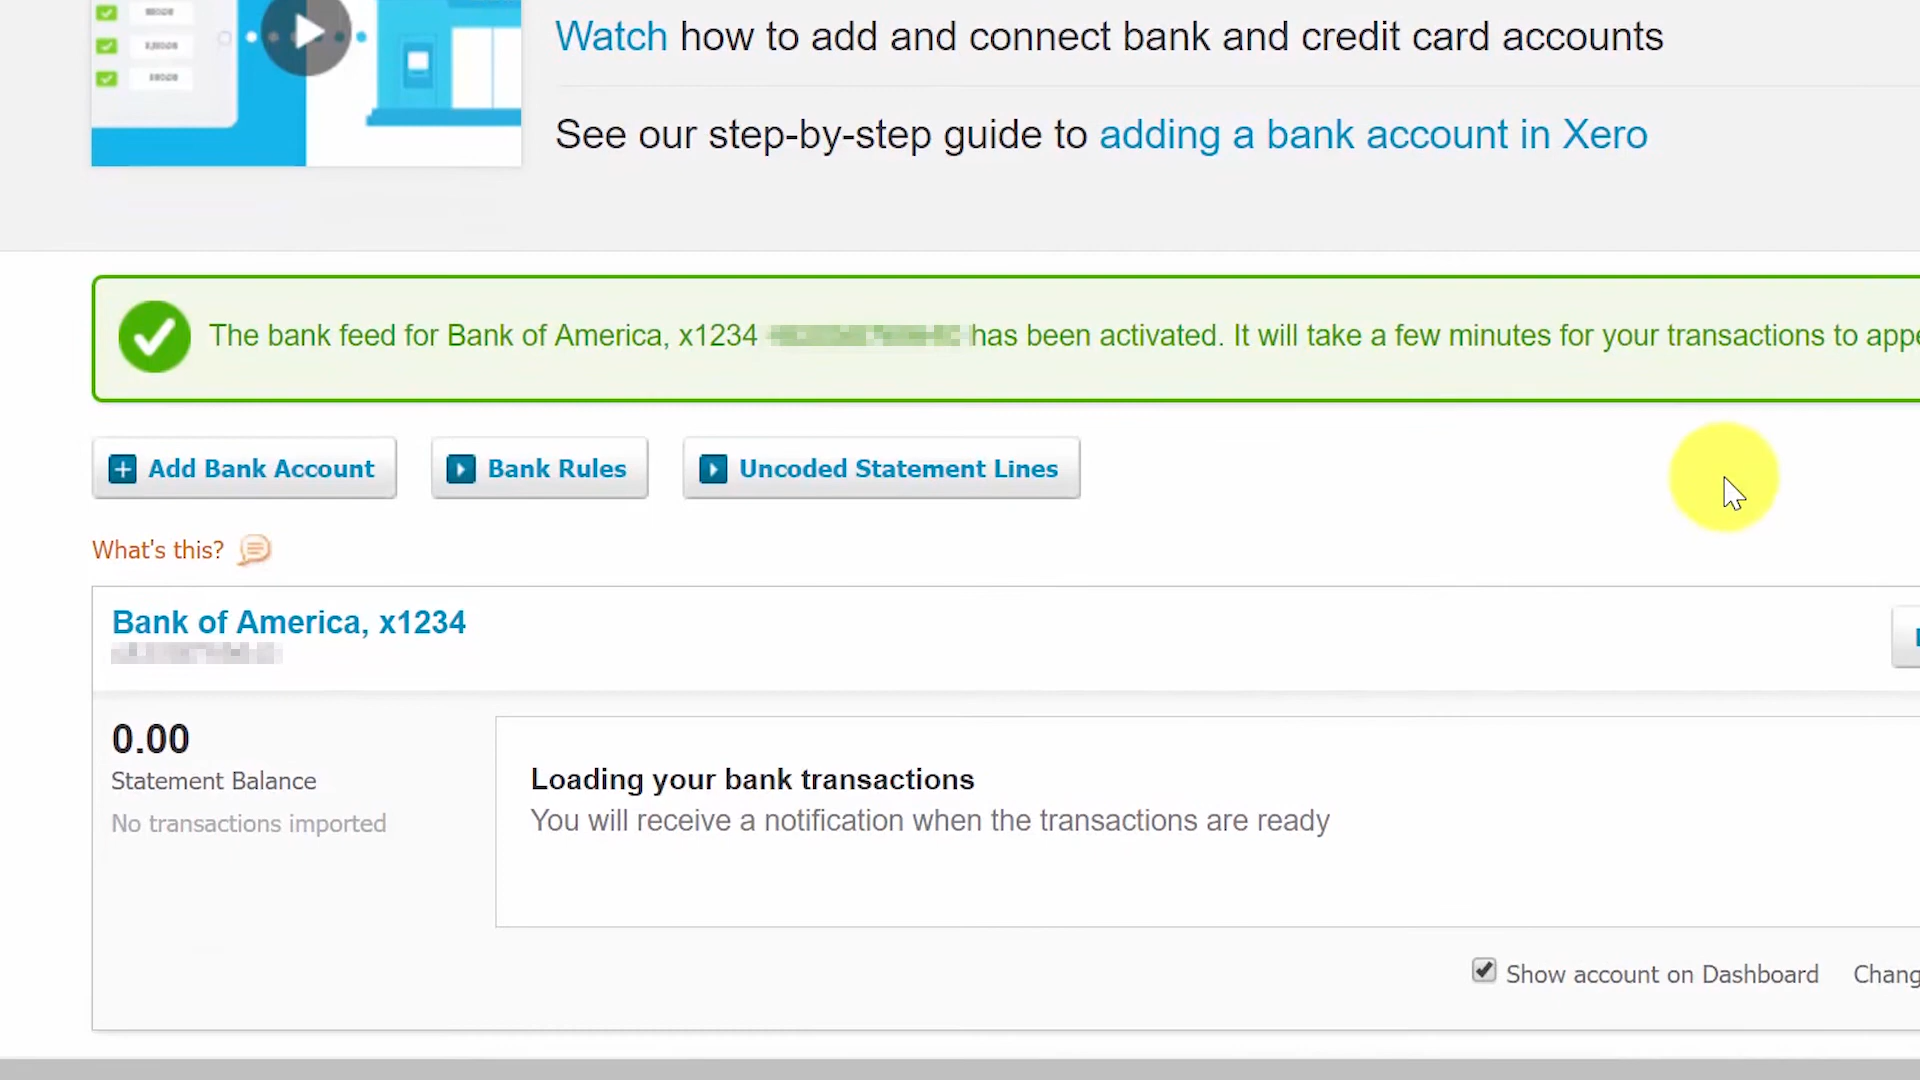 Watch how to add and connect bank and credit card accounts
See our step-by-step guide to adding a bank account in Xero
The bank feed for Bank of America, x1234 has been activated. It will take a few minutes for your transactions to appe
Add Bank Account
Bank Rules
Uncoded Statement Lines
What's this?
Bank of America, x1234
0.00
Statement Balance
No transactions imported
Loading your bank transactions
You will receive a notification when the transactions are ready
Show account on Dashboard
Chang